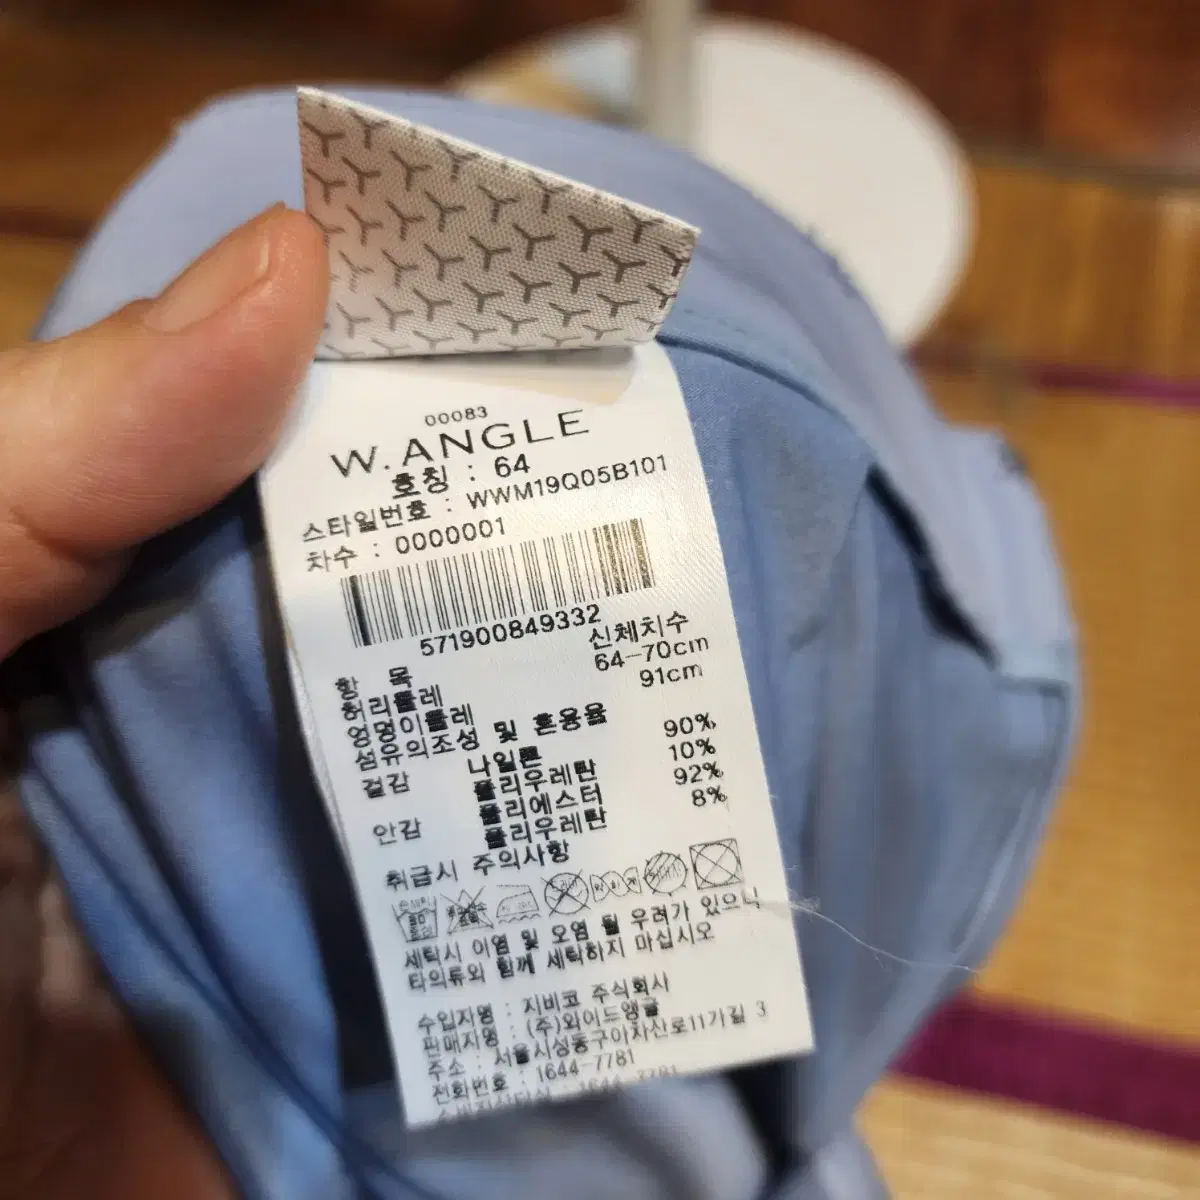 00083
W.ANGLE
호칭 : 64
스타일번호 : WWM19Q05B101
차수 : 0000001
571900849332
항 목 신체치수
허리둘레 64-70cm
엉덩이둘레 91cm
섬유의조성 및 혼용율
겉감 나일론 90%
폴리우레탄 10%
안감 폴리에스터 92%
폴리우레탄 8%
취급시 주의사항
세탁시 이염 및 오염 될 우려가 있으니
타의류와 함께 세탁하지 마십시오
수입자명 : 지비코 주식회사
판매자명 : (주)와이드앵글
주소 : 서울시성동구아차산로11가길 3
전화번호 : 1644-7781